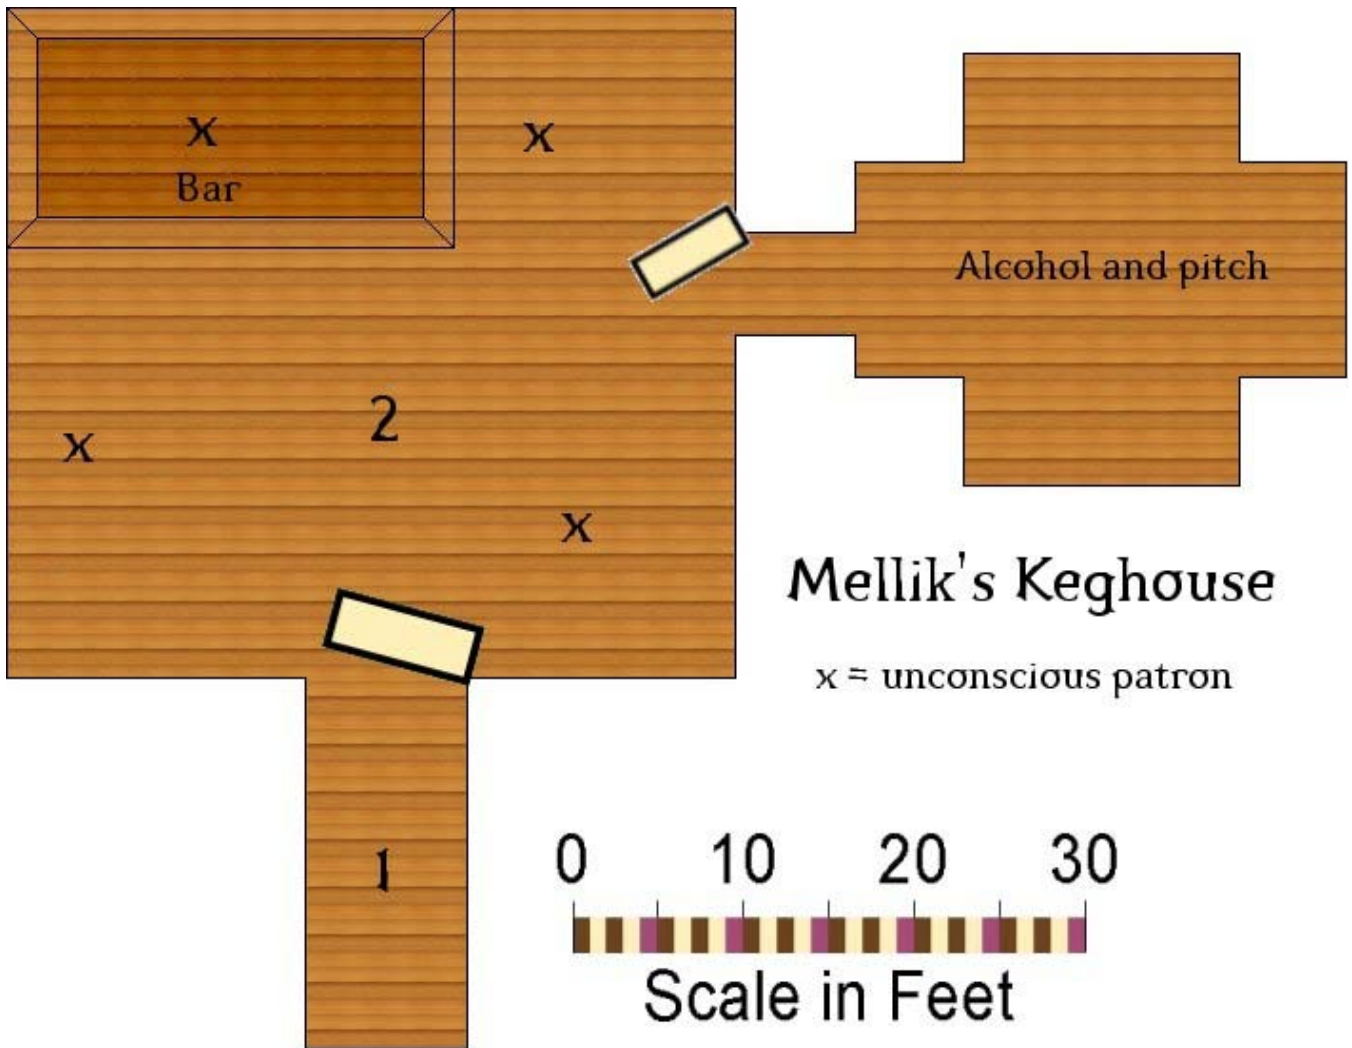 x
x
Bar
Alcohol and pitch
2
x
x
Mellik's Keghouse
x = unconscious patron
1
0 10 20 30
Scale in Feet